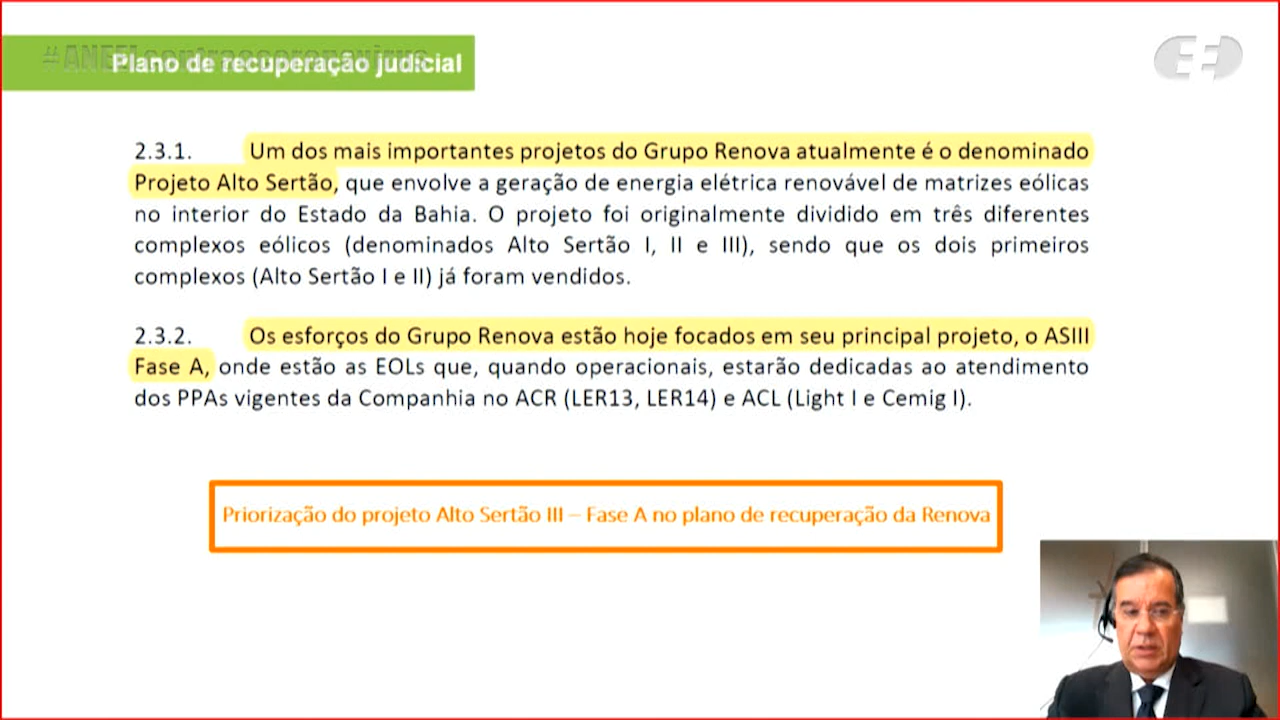 Plano de recuperação judicial
2.3.1. Um dos mais importantes projetos do Grupo Renova atualmente é o denominado
Projeto Alto Sertão, que envolve a geração de energia elétrica renovável de matrizes eólicas
no interior do Estado da Bahia. O projeto foi originalmente dividido em três diferentes
complexos eólicos (denominados Alto Sertão I, II e III), sendo que os dois primeiros
complexos (Alto Sertão I e II) já foram vendidos.
2.3.2. Os esforços do Grupo Renova estão hoje focados em seu principal projeto, o ASIII
Fase A, onde estão as EOLs que, quando operacionais, estarão dedicadas ao atendimento
dos PPAs vigentes da Companhia no ACR (LER13, LER14) e ACL (Light I e Cemig I).
Priorização do projeto Alto Sertão III – Fase A no plano de recuperação da Renova